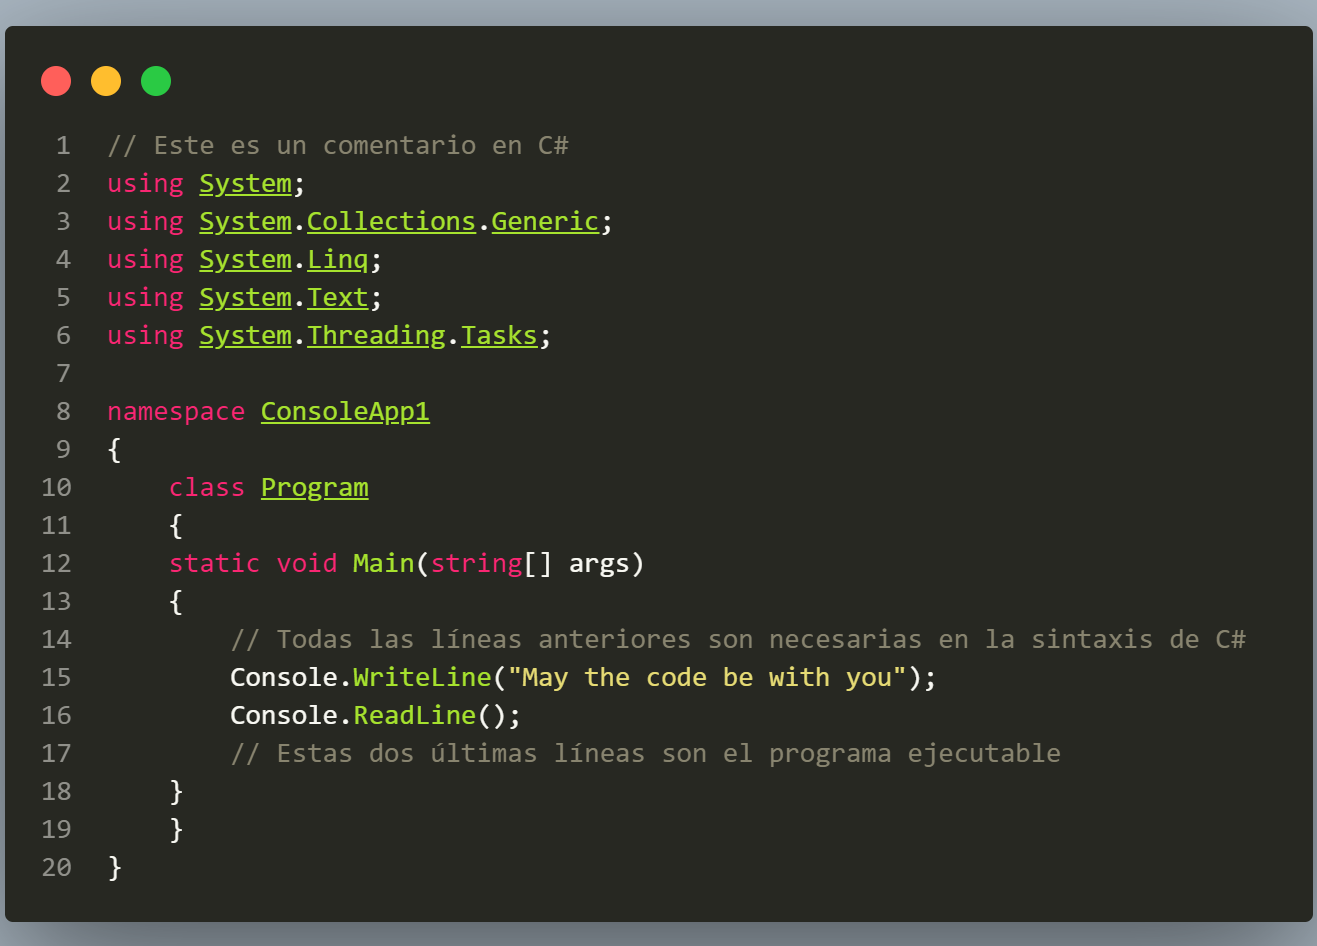 1 // Este es un comentario en C#
2 using System;
3 using System.Collections.Generic;
4 using System.Linq;
5 using System.Text;
6 using System.Threading.Tasks;
7
8 namespace ConsoleApp1
9 {
10     class Program
11     {
12     static void Main(string[] args)
13     {
14         // Todas las líneas anteriores son necesarias en la sintaxis de C#
15         Console.WriteLine("May the code be with you");
16         Console.ReadLine();
17         // Estas dos últimas líneas son el programa ejecutable
18     }
19     }
20 }